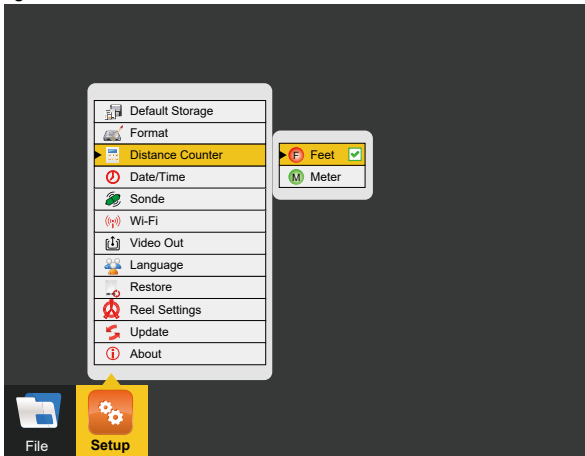 Default Storage
Format
Distance Counter
Date/Time
Sonde
Wi-Fi
Video Out
Language
Restore
Reel Settings
Update
About
F Feet
M Meter
File
Setup